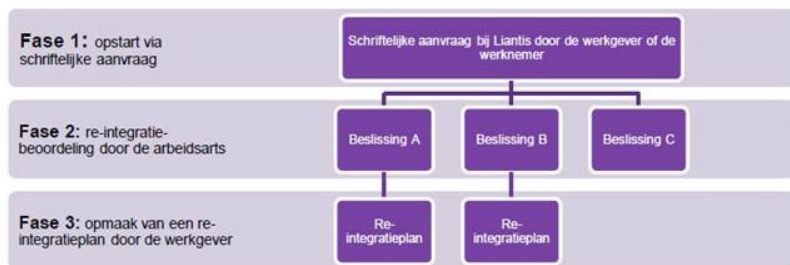 Fase 1: opstart via
schriftelijke aanvraag
Schriftelijke aanvraag bij Liantis door de werkgever of de
werknemer
Fase 2: re-integratie-
beoordeling door de arbeidsarts
Beslissing A
Beslissing B
Beslissing C
Fase 3: opmaak van een re-
integratieplan door de werkgever
Re-
integratieplan
Re-
integratieplan